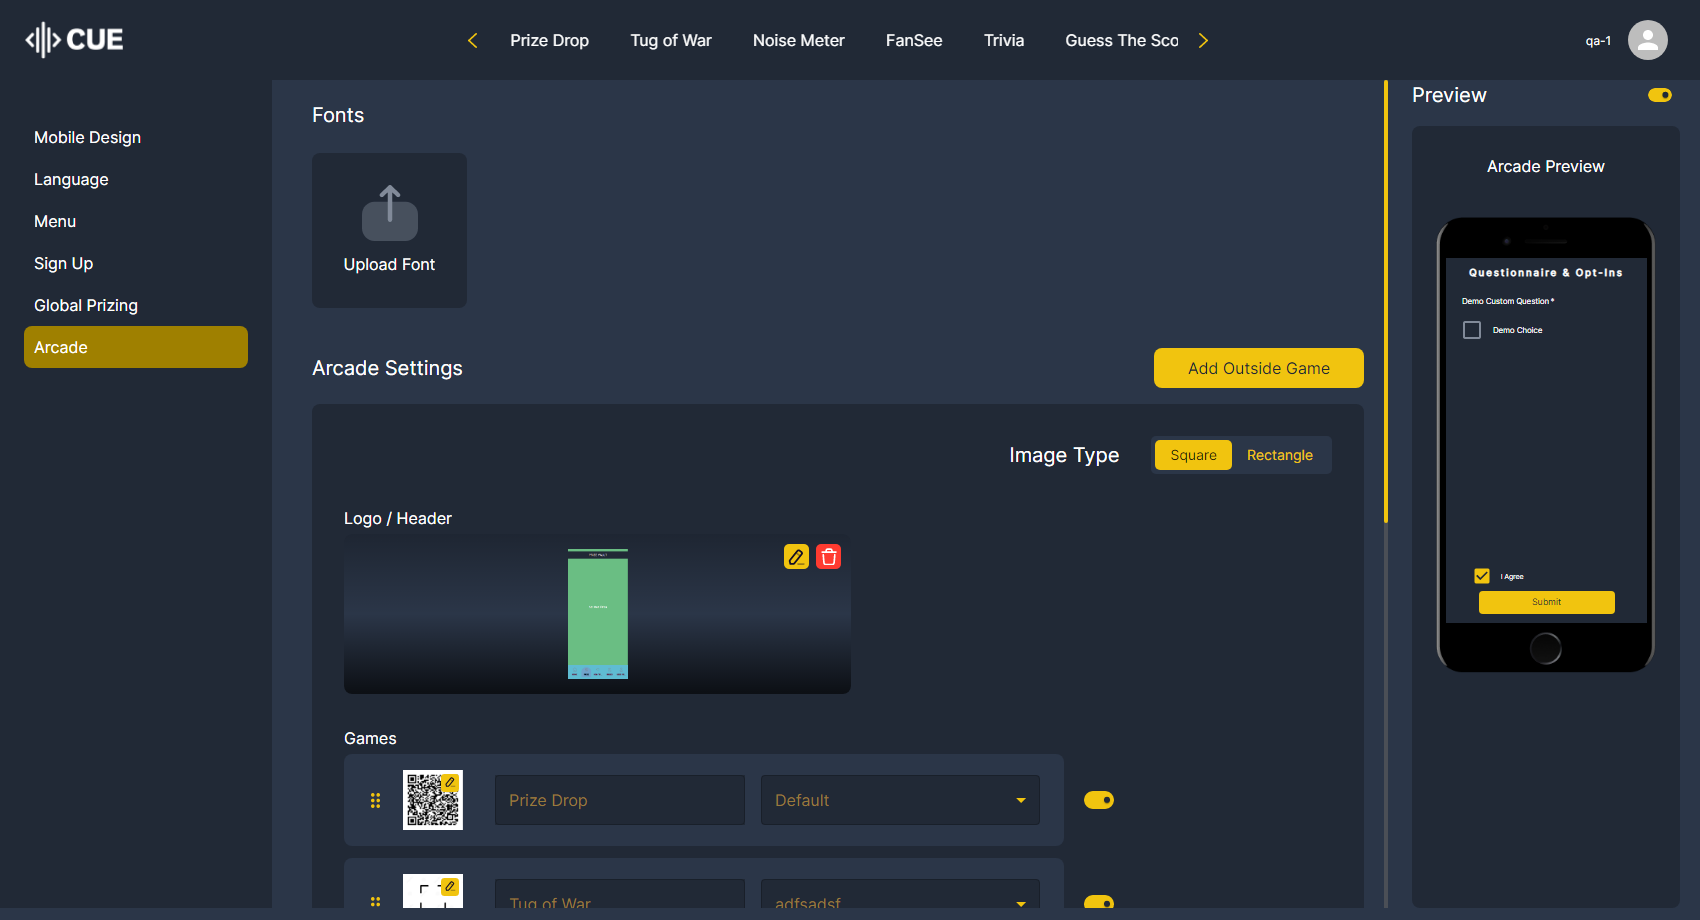 CUE
Prize Drop
Tug of War
Noise Meter
FanSee
Trivia
Guess The Sco
qa-1
Mobile Design
Language
Menu
Sign Up
Global Prizing
Arcade
Fonts
Upload Font
Arcade Settings
Add Outside Game
Image Type
Square
Rectangle
Logo / Header
Games
Prize Drop
Default
Tug of War
adfsadsf
Preview
Arcade Preview
Questionnaire & Opt-Ins
Demo Custom Question *
Demo Choice
I Agree
Submit